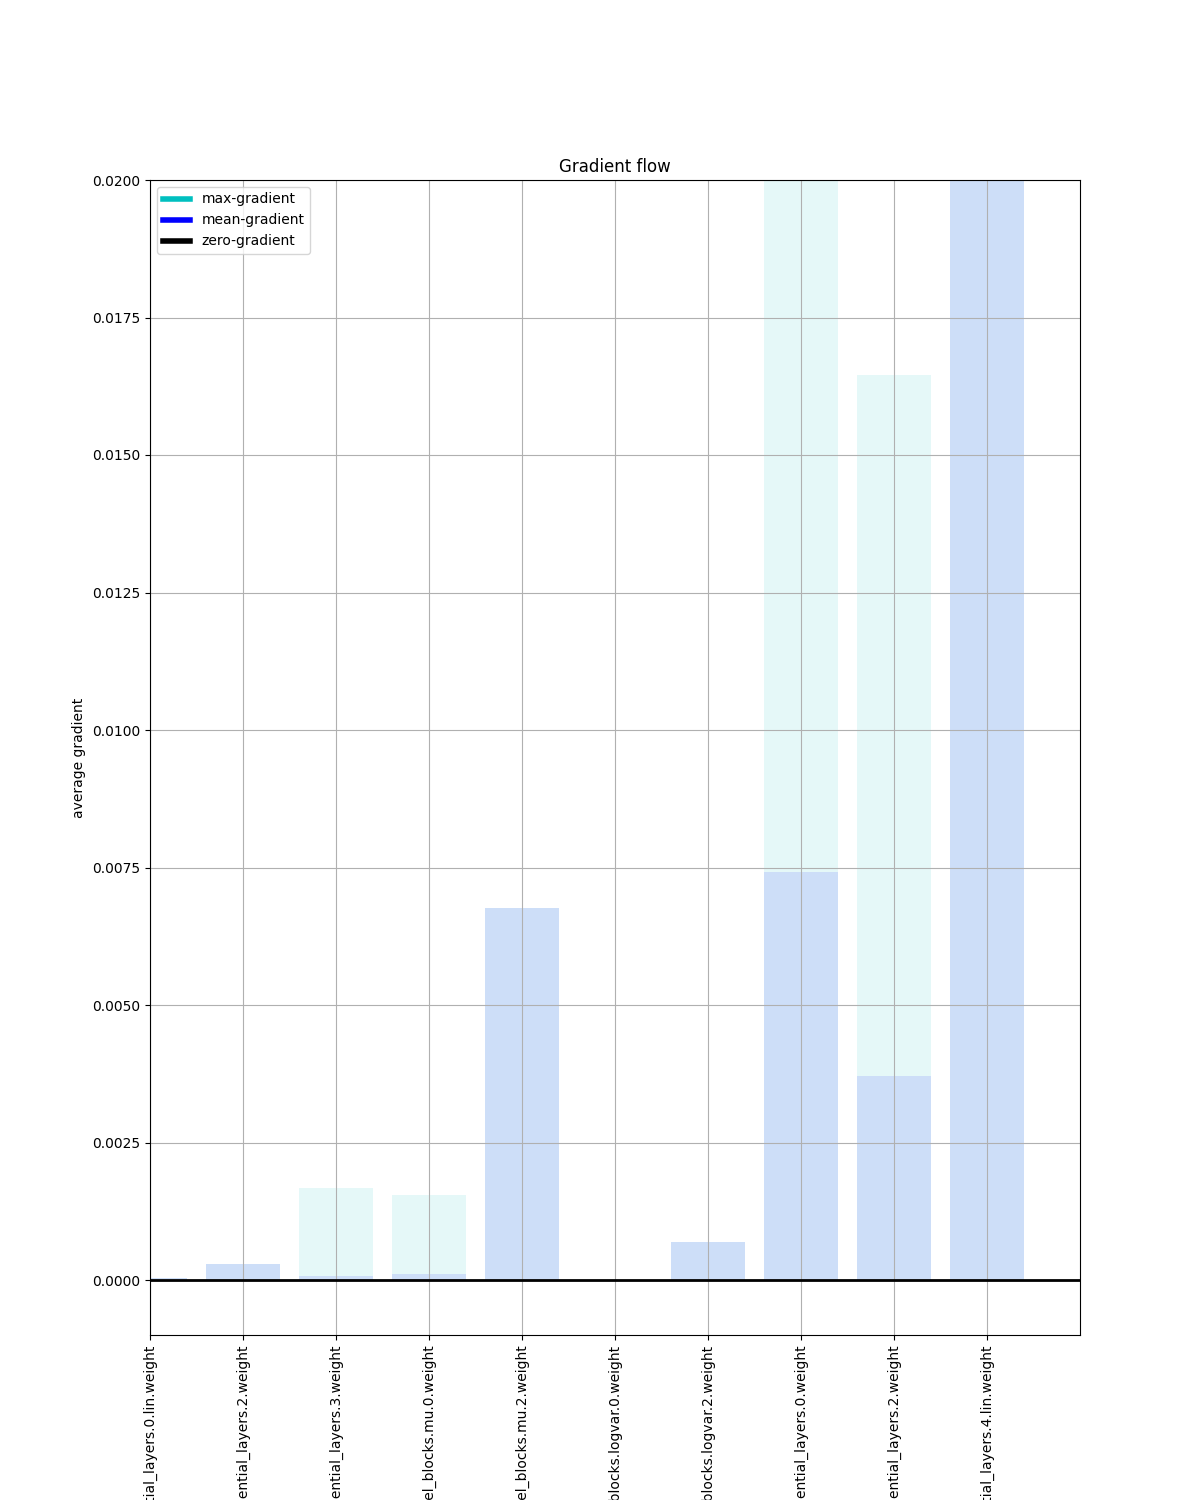 Gradient flow
max-gradient
mean-gradient
zero-gradient
average gradient
0.0200
0.0175
0.0150
0.0125
0.0100
0.0075
0.0050
0.0025
0.0000
tial_layers.0.lin.weight
ential_layers.2.weight
ential_layers.3.weight
el_blocks.mu.0.weight
el_blocks.mu.2.weight
blocks.logvar.0.weight
blocks.logvar.2.weight
ential_layers.0.weight
ential_layers.2.weight
tial_layers.4.lin.weight